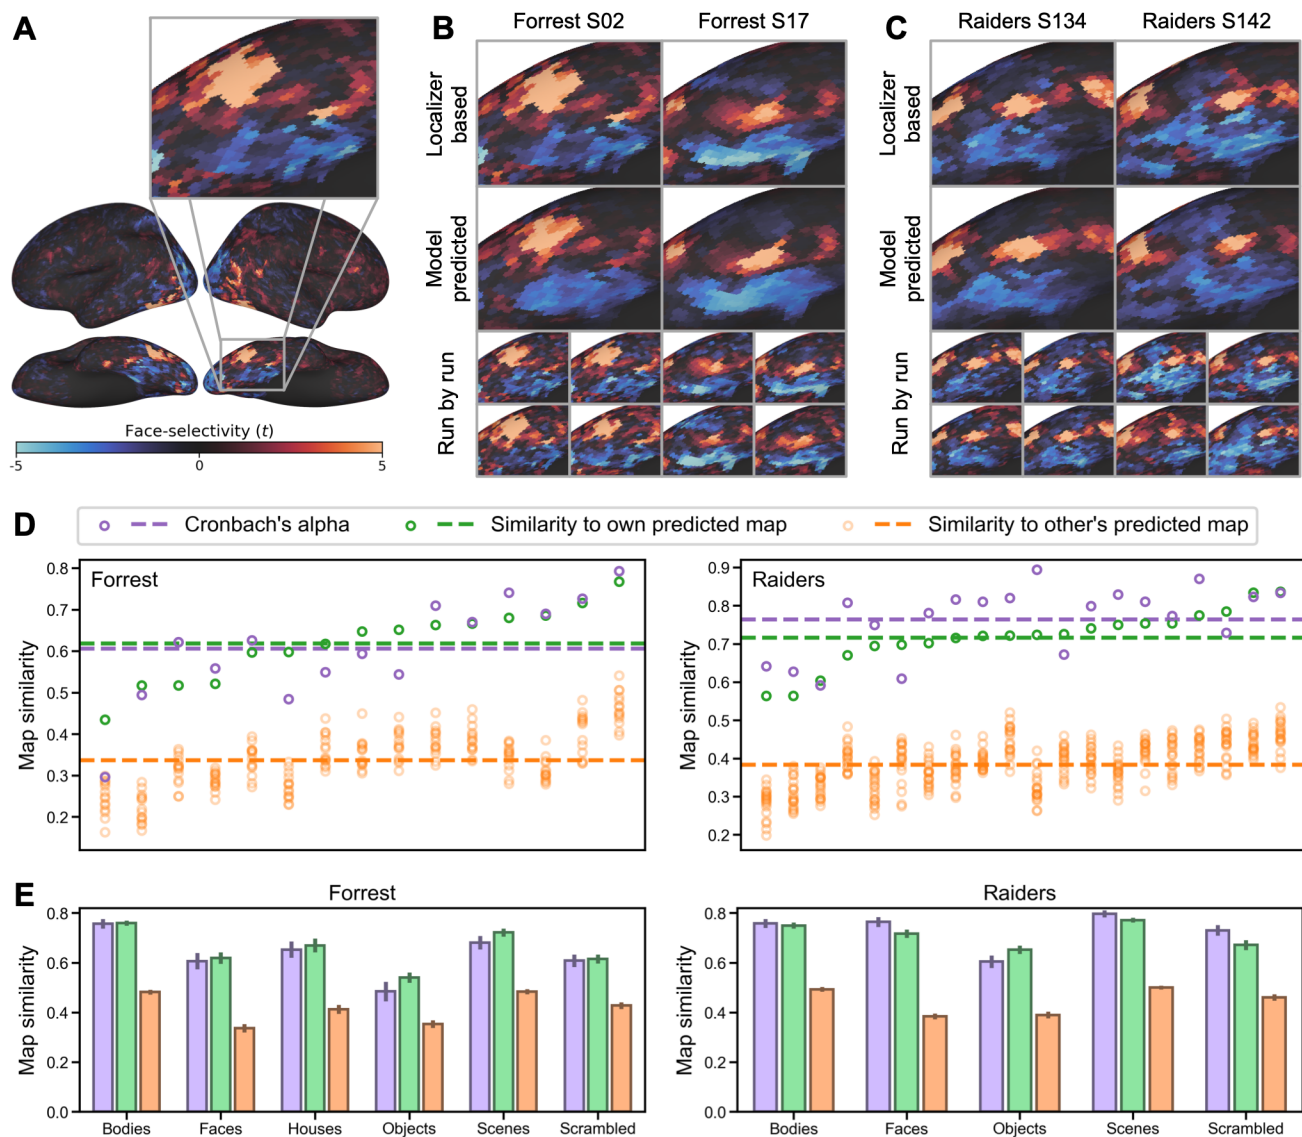 A
B
Forrest S02
Forrest S17
C
Raiders S134
Raiders S142
Localizer
based
Model
predicted
Run by run
Localizer
based
Model
predicted
Run by run
Face-selectivity (t)
-5
0
5
D
Cronbach's alpha
Similarity to own predicted map
Similarity to other's predicted map
Forrest
Map similarity
0.8
0.7
0.6
0.5
0.4
0.3
0.2
Raiders
Map similarity
0.9
0.8
0.7
0.6
0.5
0.4
0.3
0.2
E
Forrest
Map similarity
0.8
0.6
0.4
0.2
0.0
Bodies
Faces
Houses
Objects
Scenes
Scrambled
Raiders
Map similarity
0.8
0.6
0.4
0.2
0.0
Bodies
Faces
Objects
Scenes
Scrambled